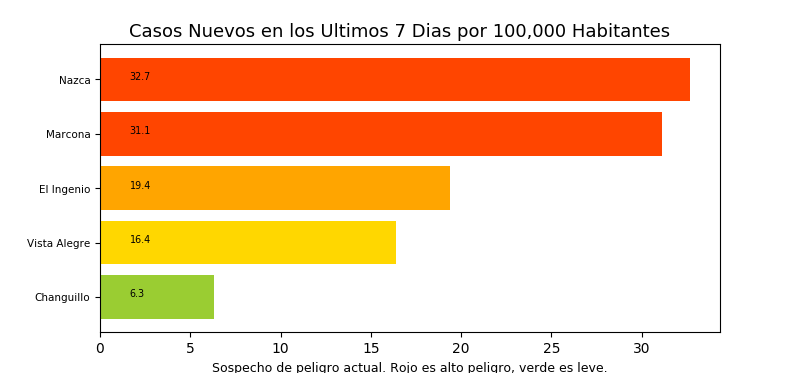 Casos Nuevos en los Ultimos 7 Dias por 100,000 Habitantes
Nazca 32.7
Marcona 31.1
El Ingenio 19.4
Vista Alegre 16.4
Changuillo 6.3
0 5 10 15 20 25 30
Sospecho de peligro actual. Rojo es alto peligro, verde es leve.